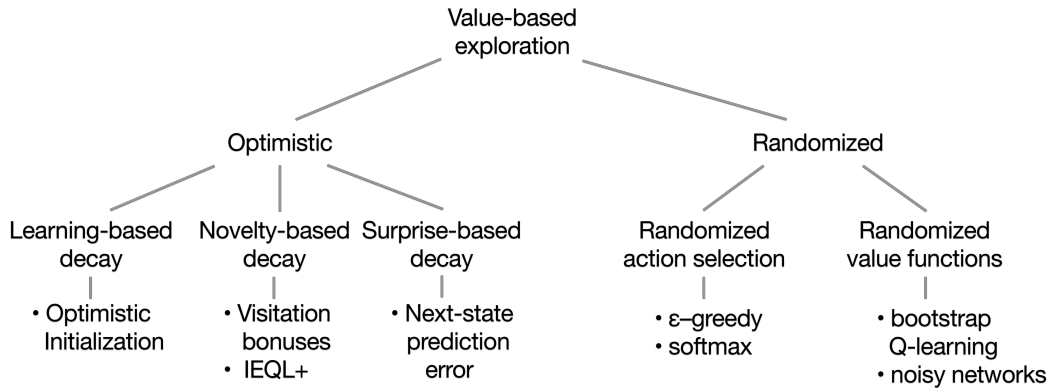 Value-based
exploration
Optimistic
Randomized
Learning-based
decay
Novelty-based
decay
Surprise-based
decay
Randomized
action selection
Randomized
value functions
• Optimistic
Initialization
• Visitation
bonuses
• IEQL+
• Next-state
prediction
error
• ε–greedy
• softmax
• bootstrap
Q-learning
• noisy networks